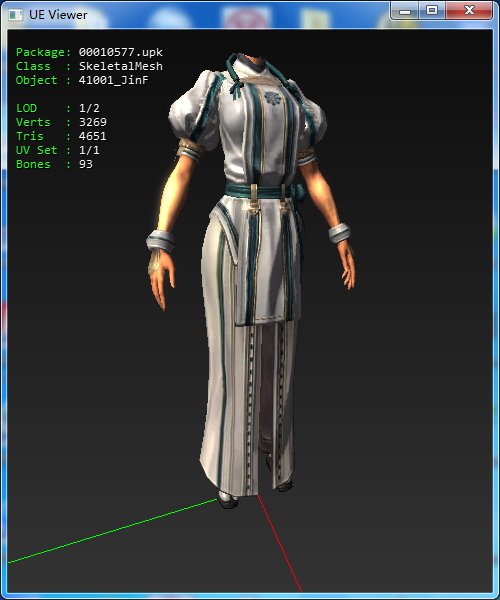 UE Viewer
Package: 00010577.upk
Class : SkeletalMesh
Object : 41001_JinF
LOD : 1/2
Verts : 3269
Tris : 4651
UV Set : 1/1
Bones : 93